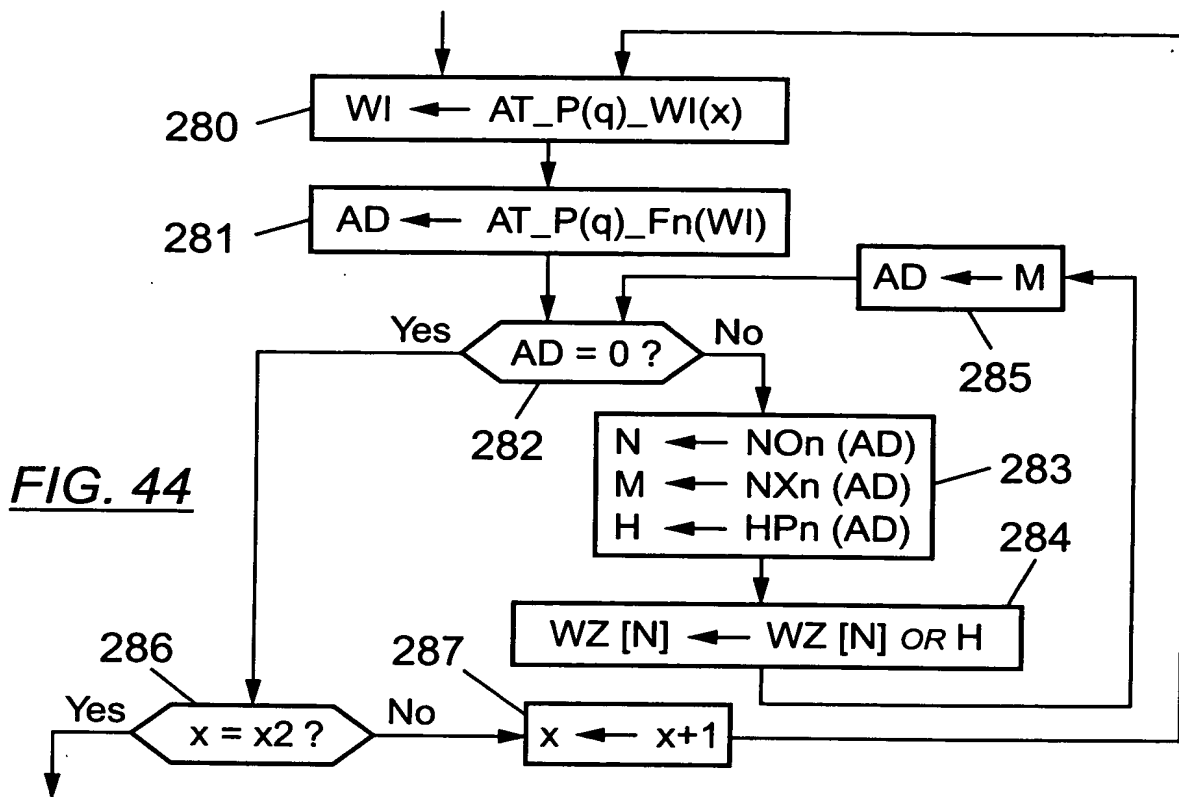 280
WI ← AT_P(q)_WI(x)
281
AD ← AT_P(q)_Fn(WI)
AD ← M
285
Yes
AD = 0 ?
No
282
N ← NOn (AD)
M ← NXn (AD)
H ← HPn (AD)
283
FIG. 44
284
WZ [N] ← WZ [N] OR H
286
287
Yes
x = x2 ?
No
x ← x+1